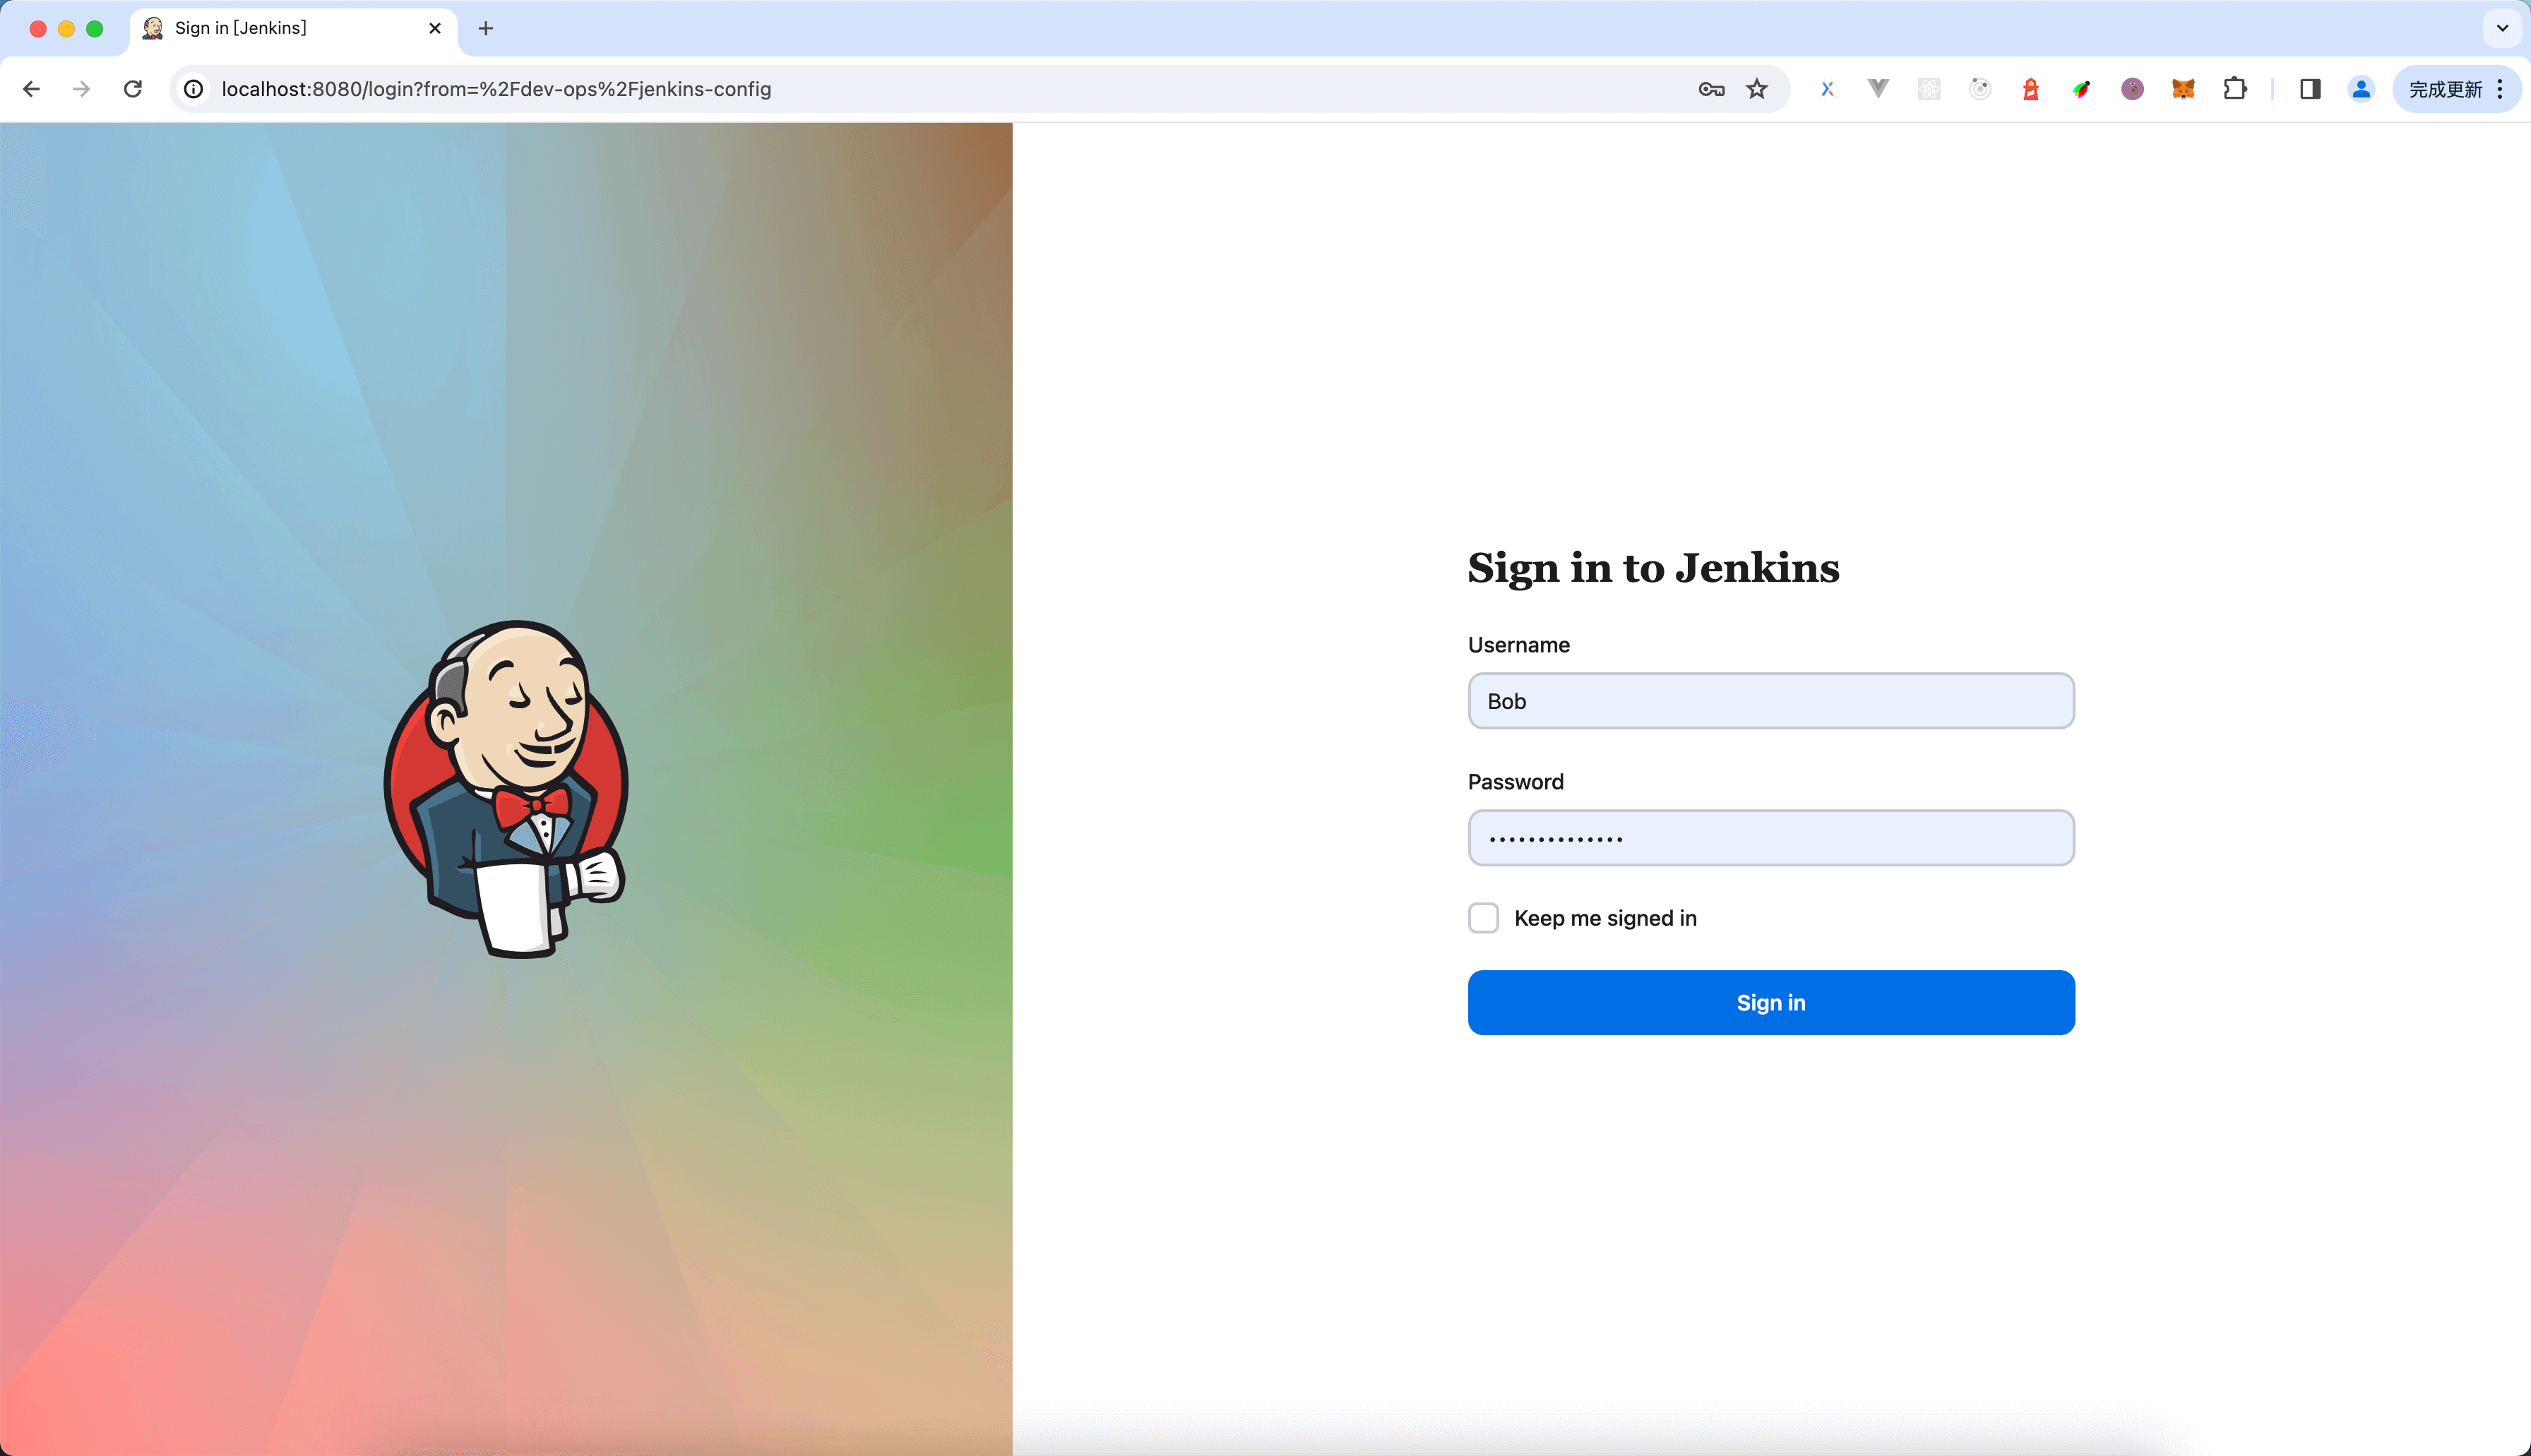 Sign in [Jenkins]
localhost:8080/login?from=%2Fdev-ops%2Fjenkins-config
完成更新
Sign in to Jenkins
Username
Bob
Password
••••••••••••••
Keep me signed in
Sign in